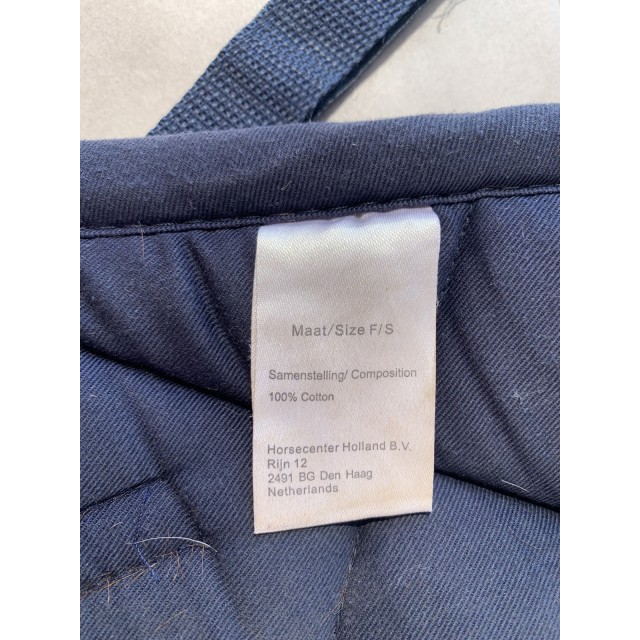 Maat/Size F/S
Samenstelling/ Composition
100% Cotton
Horsecenter Holland B.V.
Rijn 12
2491 BG Den Haag
Netherlands